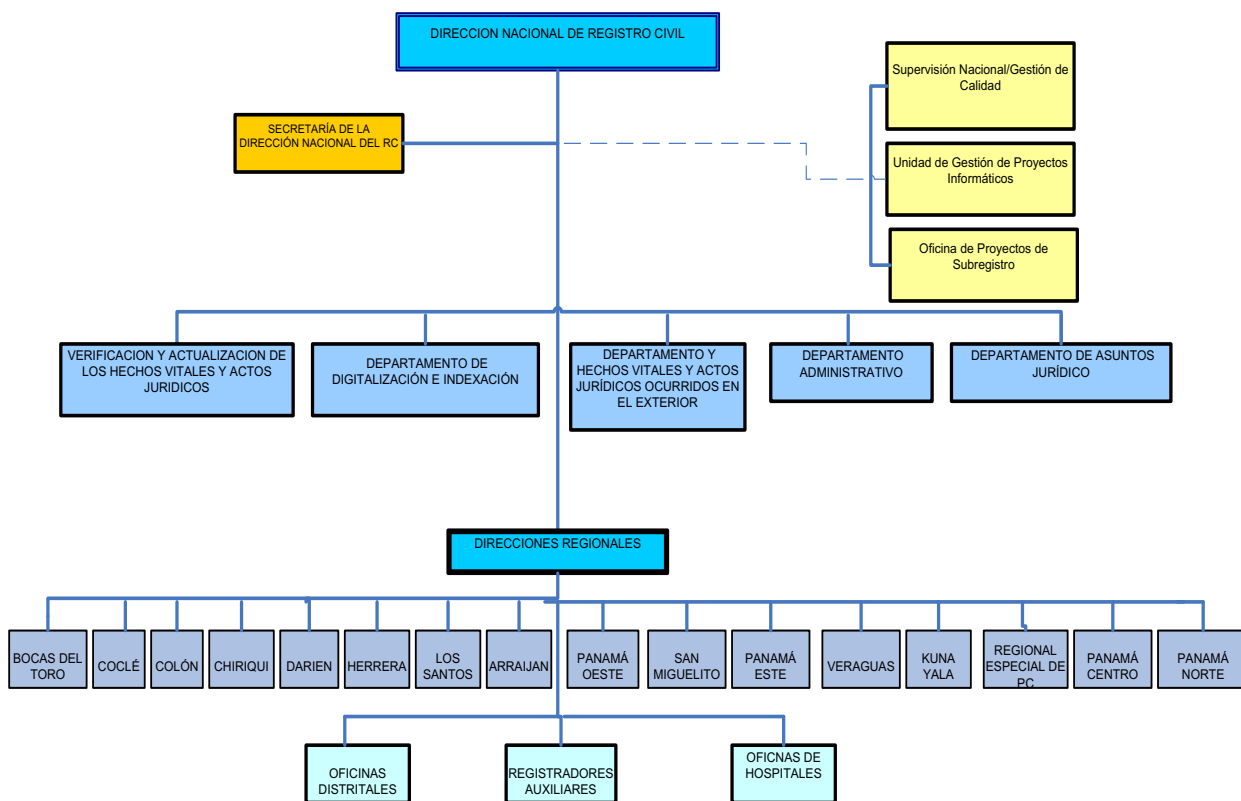 DIRECCION NACIONAL DE REGISTRO CIVIL
Supervisión Nacional/Gestión de
Calidad
SECRETARÍA DE LA
DIRECCIÓN NACIONAL DEL RC
Unidad de Gestión de Proyectos
Informáticos
Oficina de Proyectos de
Subregistro
VERIFICACION Y ACTUALIZACION DE
LOS HECHOS VITALES Y ACTOS
JURIDICOS
DEPARTAMENTO DE
DIGITALIZACIÓN E INDEXACIÓN
DEPARTAMENTO Y
HECHOS VITALES Y ACTOS
JURÍDICOS OCURRIDOS EN
EL EXTERIOR
DEPARTAMENTO
ADMINISTRATIVO
DEPARTAMENTO DE ASUNTOS
JURÍDICO
DIRECCIONES REGIONALES
BOCAS DEL
TORO
COCLÉ
COLÓN
CHIRIQUI
DARIEN
HERRERA
LOS
SANTOS
ARRAIJAN
PANAMÁ
OESTE
SAN
MIGUELITO
PANAMÁ
ESTE
VERAGUAS
KUNA
YALA
REGIONAL
ESPECIAL DE
PC
PANAMÁ
CENTRO
PANAMÁ
NORTE
OFICINAS
DISTRITALES
REGISTRADORES
AUXILIARES
OFICNAS DE
HOSPITALES